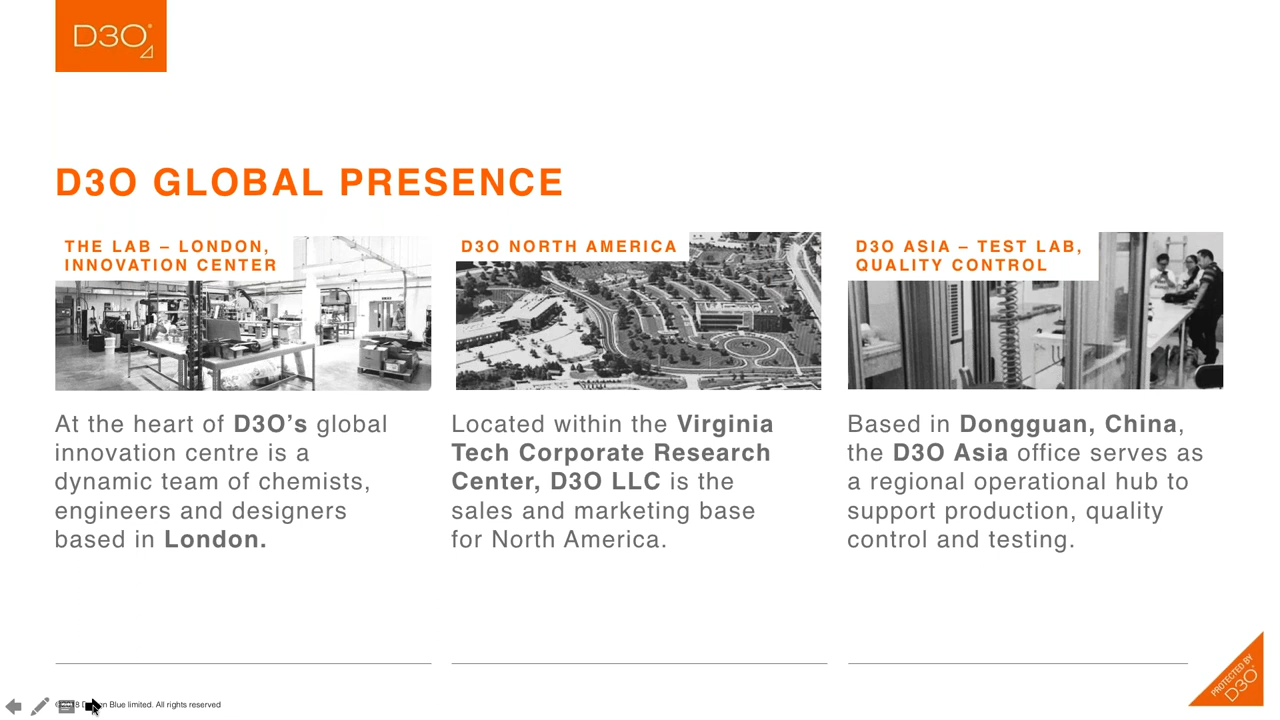 D3O
D3O GLOBAL PRESENCE
THE LAB – LONDON,
INNOVATION CENTER
At the heart of D3O’s global
innovation centre is a
dynamic team of chemists,
engineers and designers
based in London.
D3O NORTH AMERICA
Located within the Virginia
Tech Corporate Research
Center, D3O LLC is the
sales and marketing base
for North America.
D3O ASIA – TEST LAB,
QUALITY CONTROL
Based in Dongguan, China,
the D3O Asia office serves as
a regional operational hub to
support production, quality
control and testing.
Blue limited. All rights reserved
PROTECTED BY
D3O